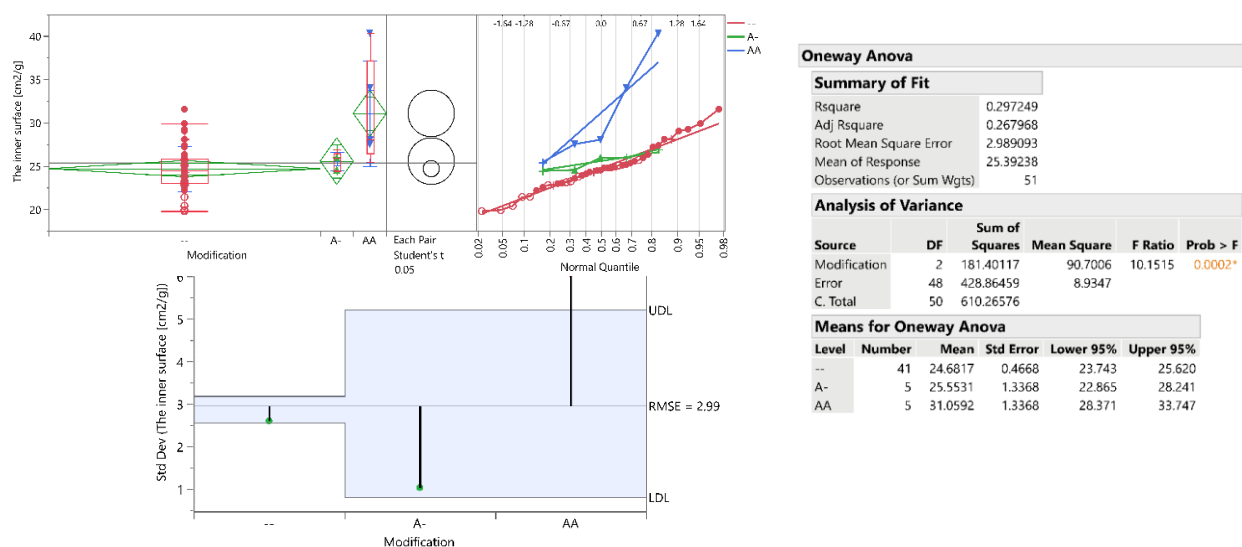 -1.64 -1.28 -0.67 0.0 0.67 1.28 1.64
--
A-
AA
40
35
30
25
20
The inner surface [cm2/g]
-- A- AA
Modification
Each Pair
Student's t
0.05
0.02 0.05 0.1 0.2 0.3 0.4 0.5 0.6 0.7 0.8 0.9 0.95 0.98
Normal Quantile
Std Dev (The inner surface [cm2/g])
6
5
4
3
2
1
UDL
RMSE = 2.99
LDL
-- A- AA
Modification
Oneway Anova
Summary of Fit
Rsquare 0.297249
Adj Rsquare 0.267968
Root Mean Square Error 2.989093
Mean of Response 25.39238
Observations (or Sum Wgts) 51
Analysis of Variance
Sum of
Source DF Squares Mean Square F Ratio Prob > F
Modification 2 181.40117 90.7006 10.1515 0.0002*
Error 48 428.86459 8.9347
C. Total 50 610.26576
Means for Oneway Anova
Level Number Mean Std Error Lower 95% Upper 95%
-- 41 24.6817 0.4668 23.743 25.620
A- 5 25.5531 1.3368 22.865 28.241
AA 5 31.0592 1.3368 28.371 33.747